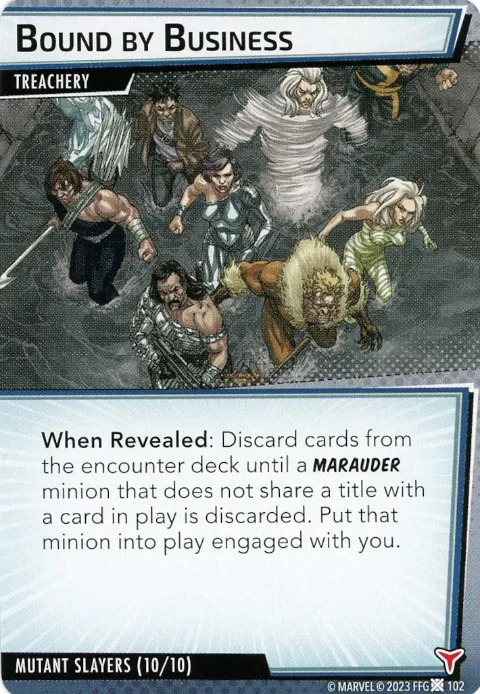 BOUND BY BUSINESS
TREACHERY
When Revealed: Discard cards from
the encounter deck until a MARAUDER
minion that does not share a title with
a card in play is discarded. Put that
minion into play engaged with you.
MUTANT SLAYERS (10/10)
© MARVEL © 2023 FFG 102